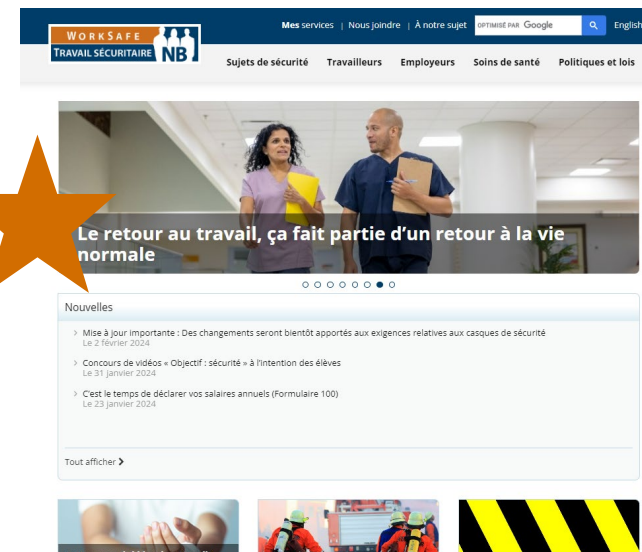 WORKSAFE
TRAVAIL SÉCURITAIRE NB
Mes services | Nous joindre | À notre sujet
OPTIMISÉ PAR Google
English
Sujets de sécurité Travailleurs Employeurs Soins de santé Politiques et lois
Le retour au travail, ça fait partie d'un retour à la vie
normale
Nouvelles
> Mise à jour importante : Des changements seront bientôt apportés aux exigences relatives aux casques de sécurité
Le 2 février 2024
> Concours de vidéos « Objectif : sécurité » à l'intention des élèves
Le 31 janvier 2024
> C'est le temps de déclarer vos salaires annuels (Formulaire 100)
Le 23 janvier 2024
Tout afficher >